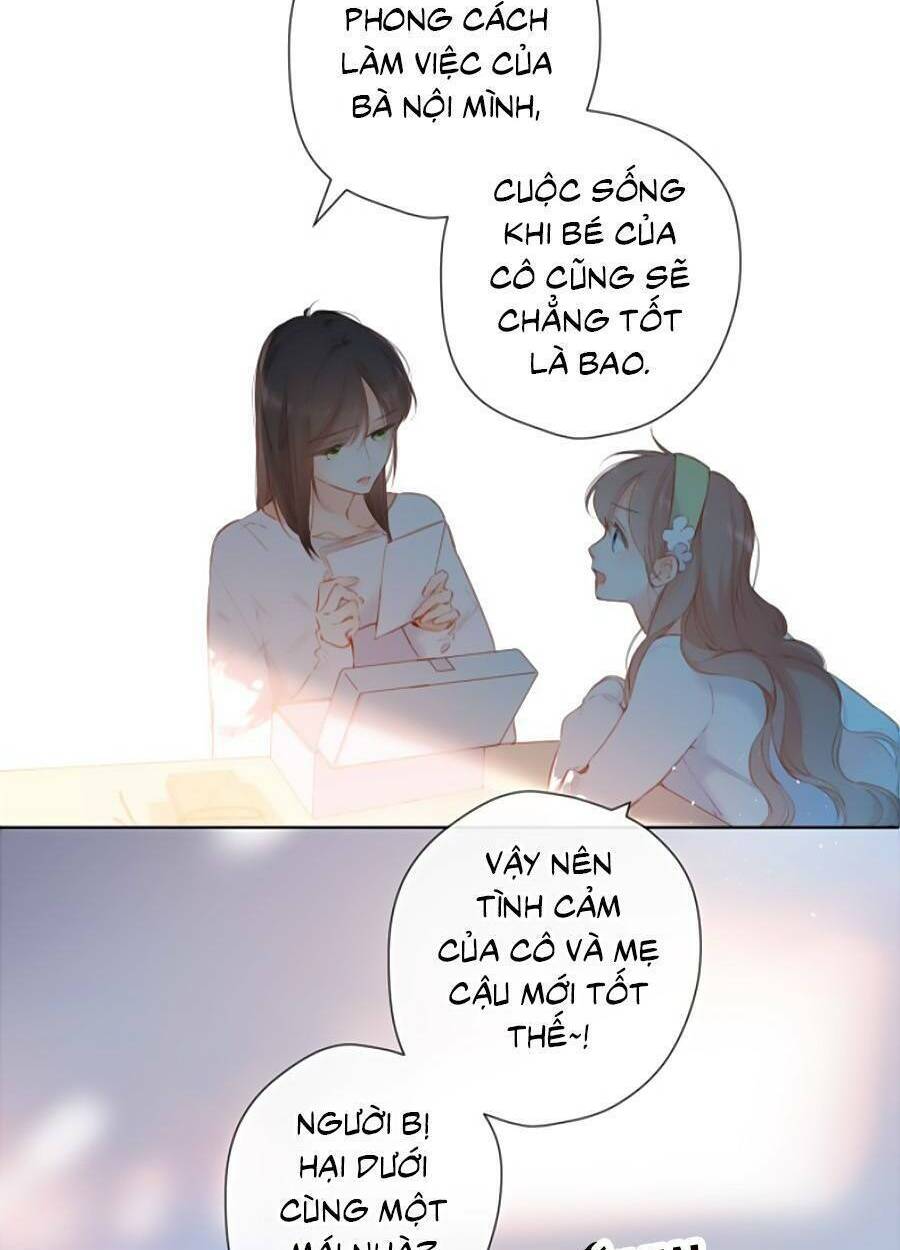 PHONG CÁCH
LÀM VIỆC CỦA
BÀ NỘI MÌNH,
CUỘC SỐNG
KHI BÉ CỦA
CÔ CŨNG SẼ
CHẲNG TỐT
LÀ BAO.
VẬY NÊN
TÌNH CẢM
CỦA CÔ VÀ MẸ
CẬU MỚI TỐT
THẾ~!
NGƯỜI BỊ
HẠI DƯỚI
CÙNG MỘT
MÁI NHÀ?